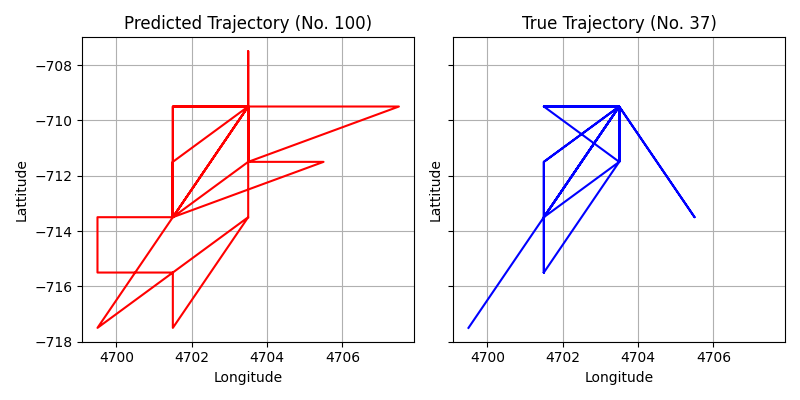 Predicted Trajectory (No. 100)
−708
−710
−712
−714
−716
−718
Lattitude
4700 4702 4704 4706
Longitude
True Trajectory (No. 37)
Lattitude
4700 4702 4704 4706
Longitude